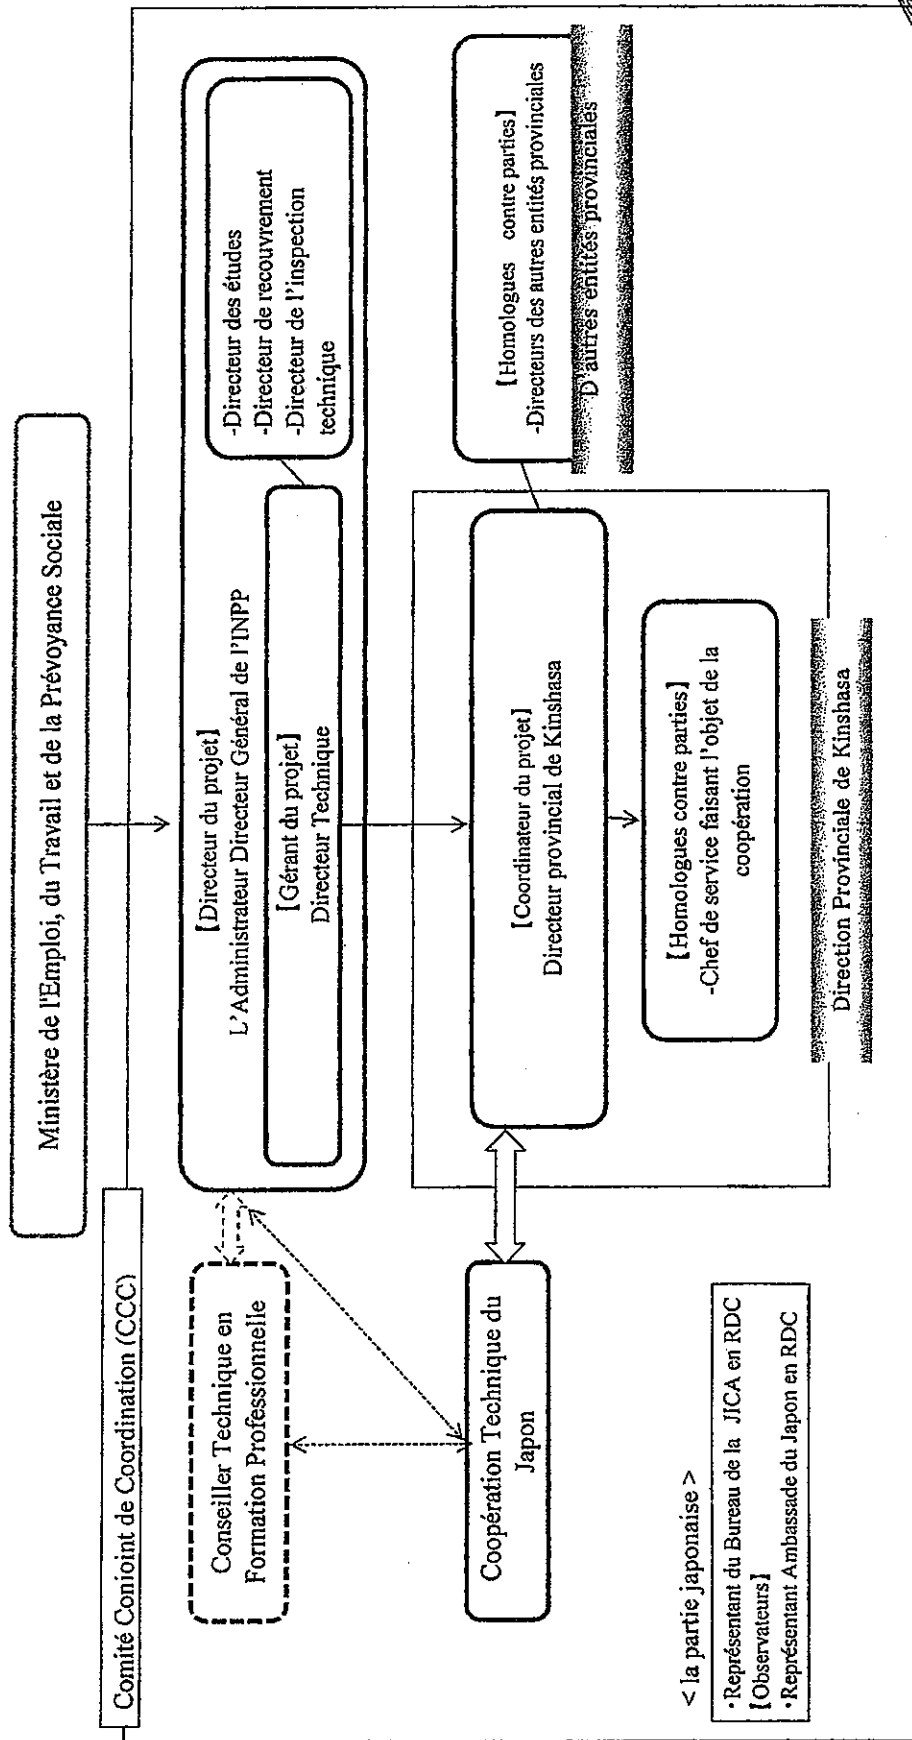 Ministère de l'Emploi, du Travail et de la Prévoyance Sociale
Comité Conjoint de Coordination (CCC)
【Directeur du projet】
L'Administrateur Directeur Général de l'INPP
【Gérant du projet】
Directeur Technique
-Directeur des études
-Directeur de recouvrement
-Directeur de l'inspection
technique
Conseiller Technique en
Formation Professionnelle
Coopération Technique du
Japon
【Coordinateur du projet】
Directeur provincial de Kinshasa
【Homologues contre parties】
-Directeurs des autres entités provinciales
D'autres entités provinciales
【Homologues contre parties】
-Chef de service faisant l'objet de la
coopération
Direction Provinciale de Kinshasa
< la partie japonaise >
・Représentant du Bureau de la JICA en RDC
【Observateurs】
・Représentant Ambassade du Japon en RDC